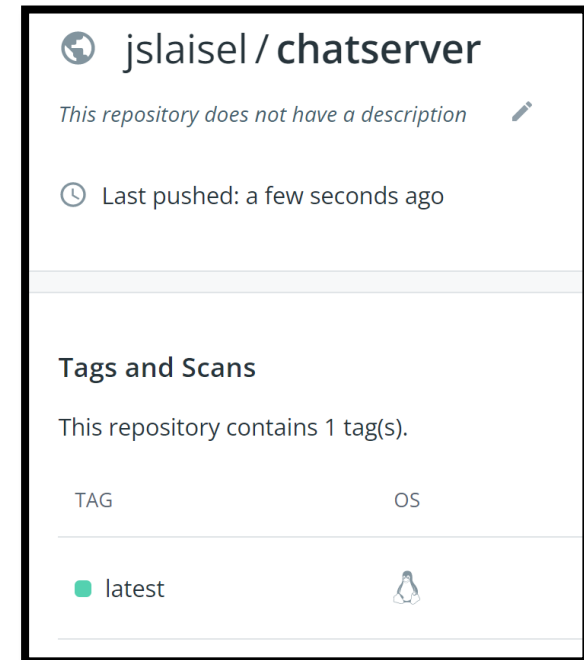 jslaisel / chatserver
This repository does not have a description
Last pushed: a few seconds ago
Tags and Scans
This repository contains 1 tag(s).
TAG OS
latest